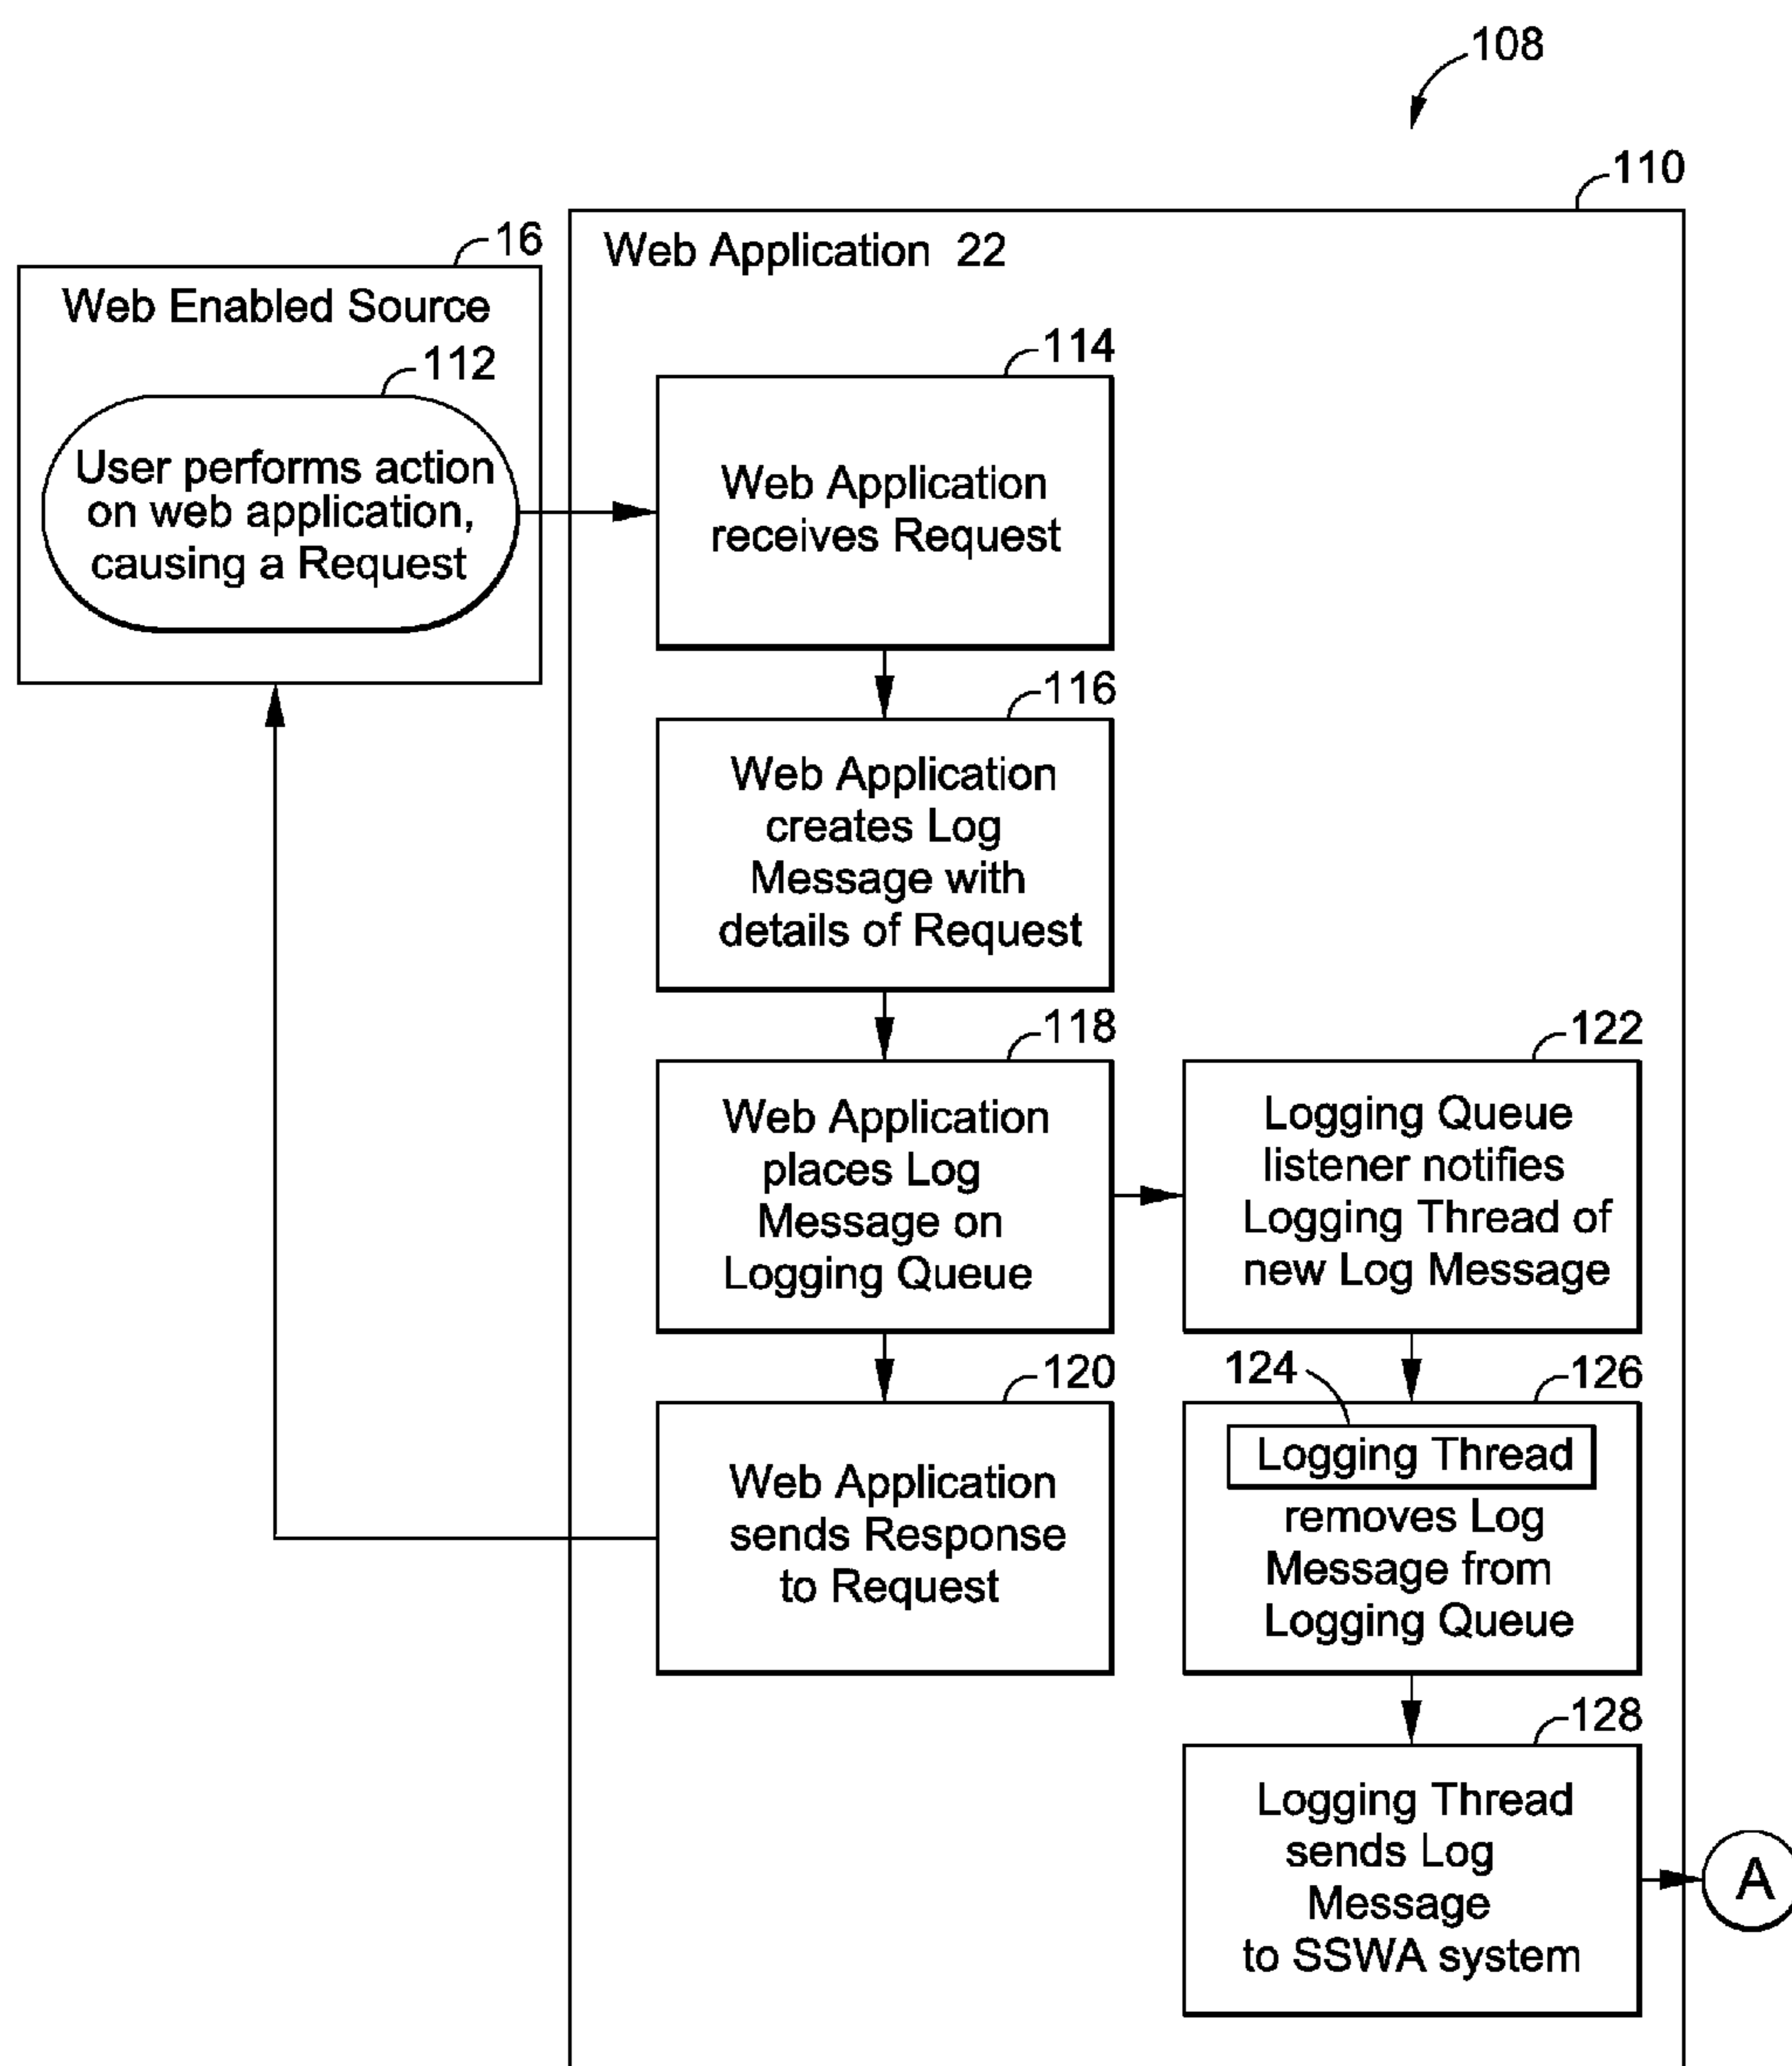 108
110
16
Web Application 22
Web Enabled Source
112
User performs action
on web application,
causing a Request
114
Web Application
receives Request
116
Web Application
creates Log
Message with
details of Request
118
Web Application
places Log
Message on
Logging Queue
122
Logging Queue
listener notifies
Logging Thread of
new Log Message
120
Web Application
sends Response
to Request
124
126
Logging Thread
removes Log
Message from
Logging Queue
128
Logging Thread
sends Log
Message
to SSWA system
A